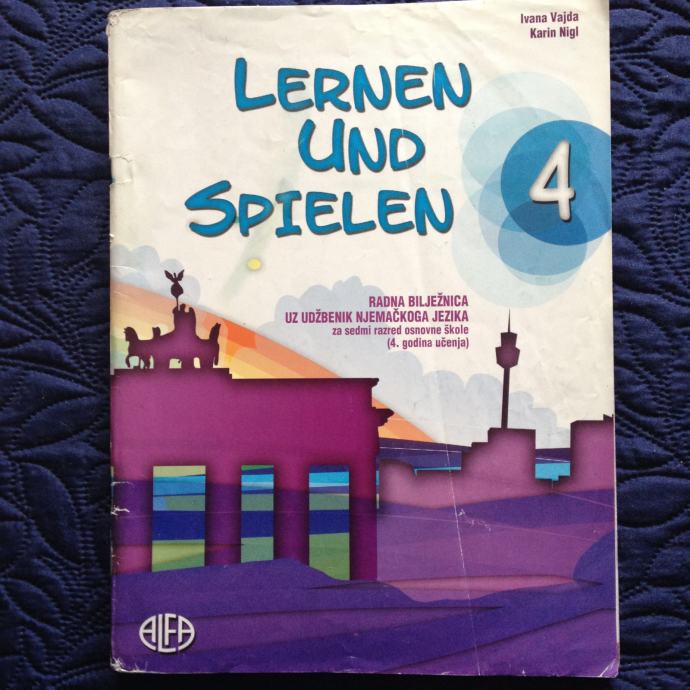 Ivana Vajda
Karin Nigl
LERNEN
UND
SPIELEN
4
RADNA BILJEŽNICA
UZ UDŽBENIK NJEMAČKOGA JEZIKA
za sedmi razred osnovne škole
(4. godina učenja)
ALFA